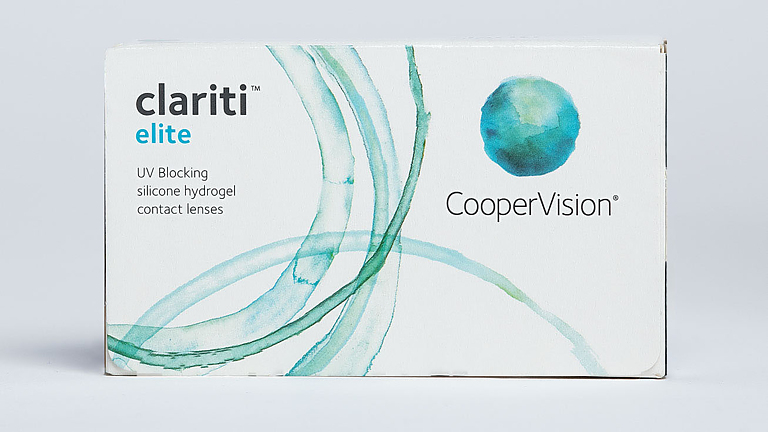 clariti™
elite
UV Blocking
silicone hydrogel
contact lenses
CooperVision®